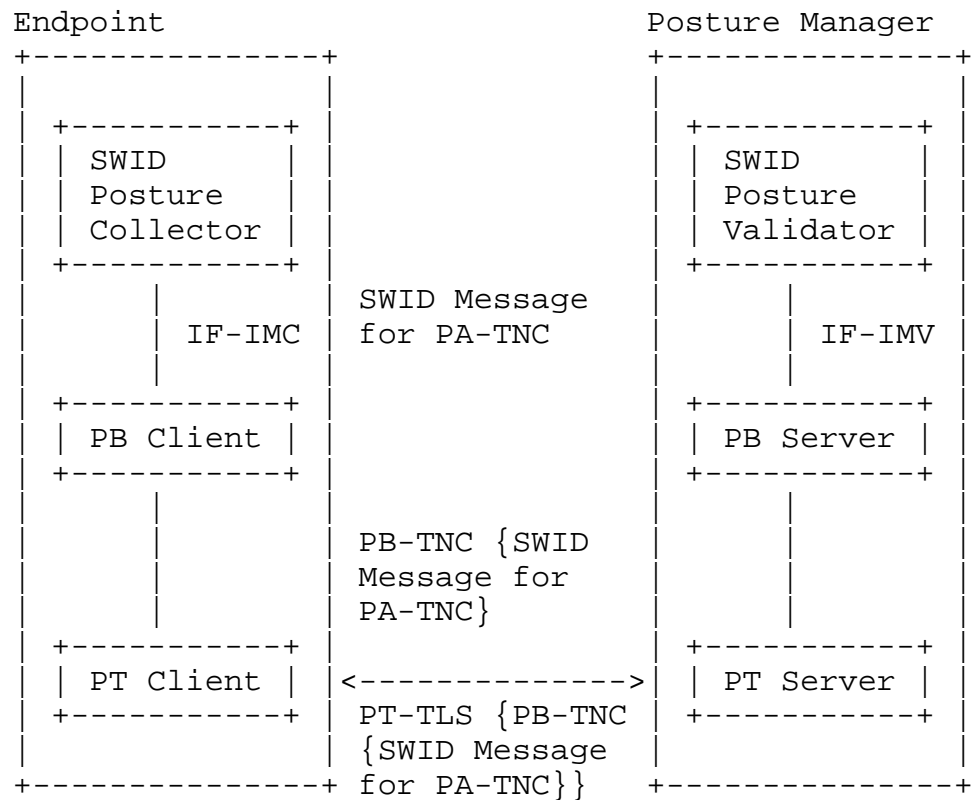 Endpoint Posture Manager
SWID SWID
Posture Posture
Collector Validator
SWID Message
IF-IMC for PA-TNC IF-IMV
PB Client PB Server
PB-TNC {SWID
Message for
PA-TNC}
PT Client <--------------> PT Server
PT-TLS {PB-TNC
{SWID Message
for PA-TNC}}